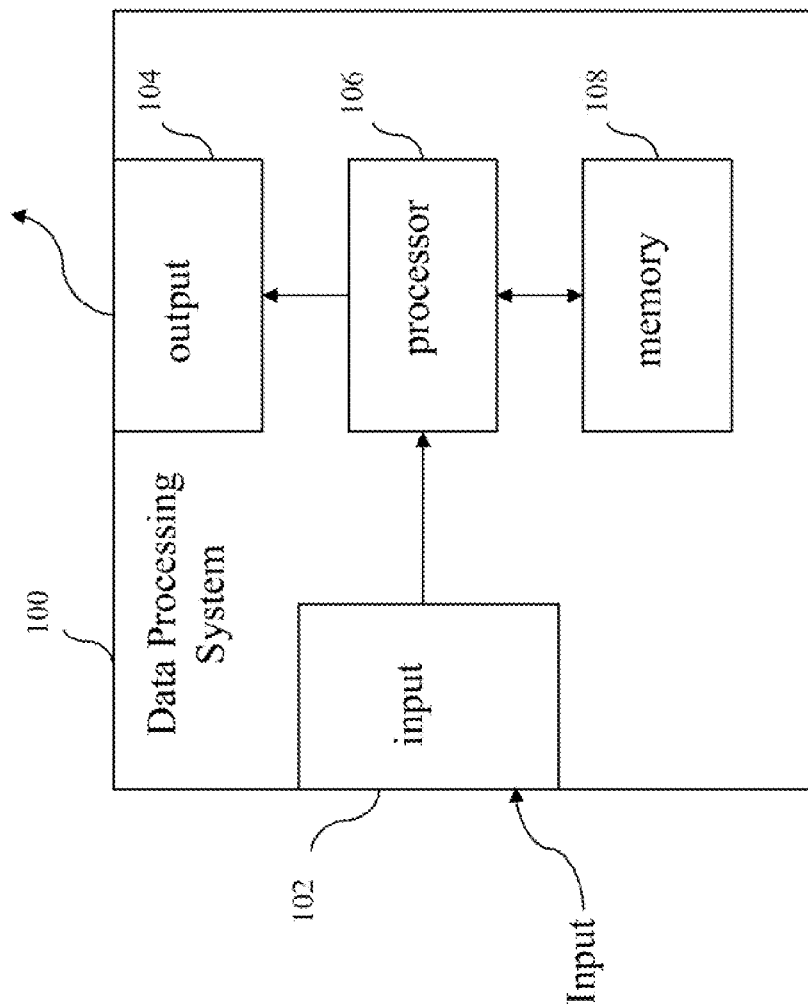 100
Data Processing
System
104
output
106
processor
108
memory
102
input
Input